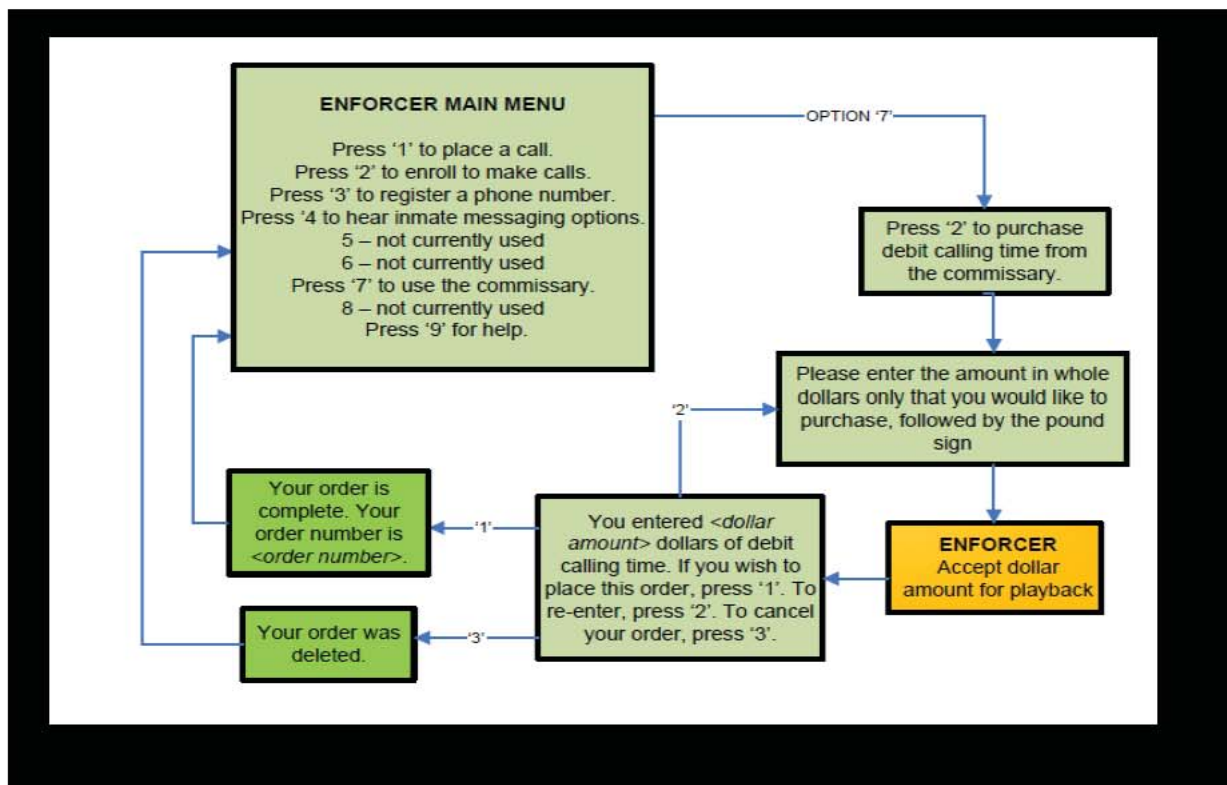 ENFORCER MAIN MENU
Press ‘1’ to place a call.
Press ‘2’ to enroll to make calls.
Press ‘3’ to register a phone number.
Press ‘4 to hear inmate messaging options.
5 – not currently used
6 – not currently used
Press ‘7’ to use the commissary.
8 – not currently used
Press ‘9’ for help.
OPTION ‘7’
Press ‘2’ to purchase
debit calling time from
the commissary.
Please enter the amount in whole
dollars only that you would like to
purchase, followed by the pound
sign
ENFORCER
Accept dollar
amount for playback
You entered <dollar
amount> dollars of debit
calling time. If you wish to
place this order, press ‘1’. To
re-enter, press ‘2’. To cancel
your order, press ‘3’.
‘2’
‘1’
Your order is
complete. Your
order number is
<order number>.
‘3’
Your order was
deleted.